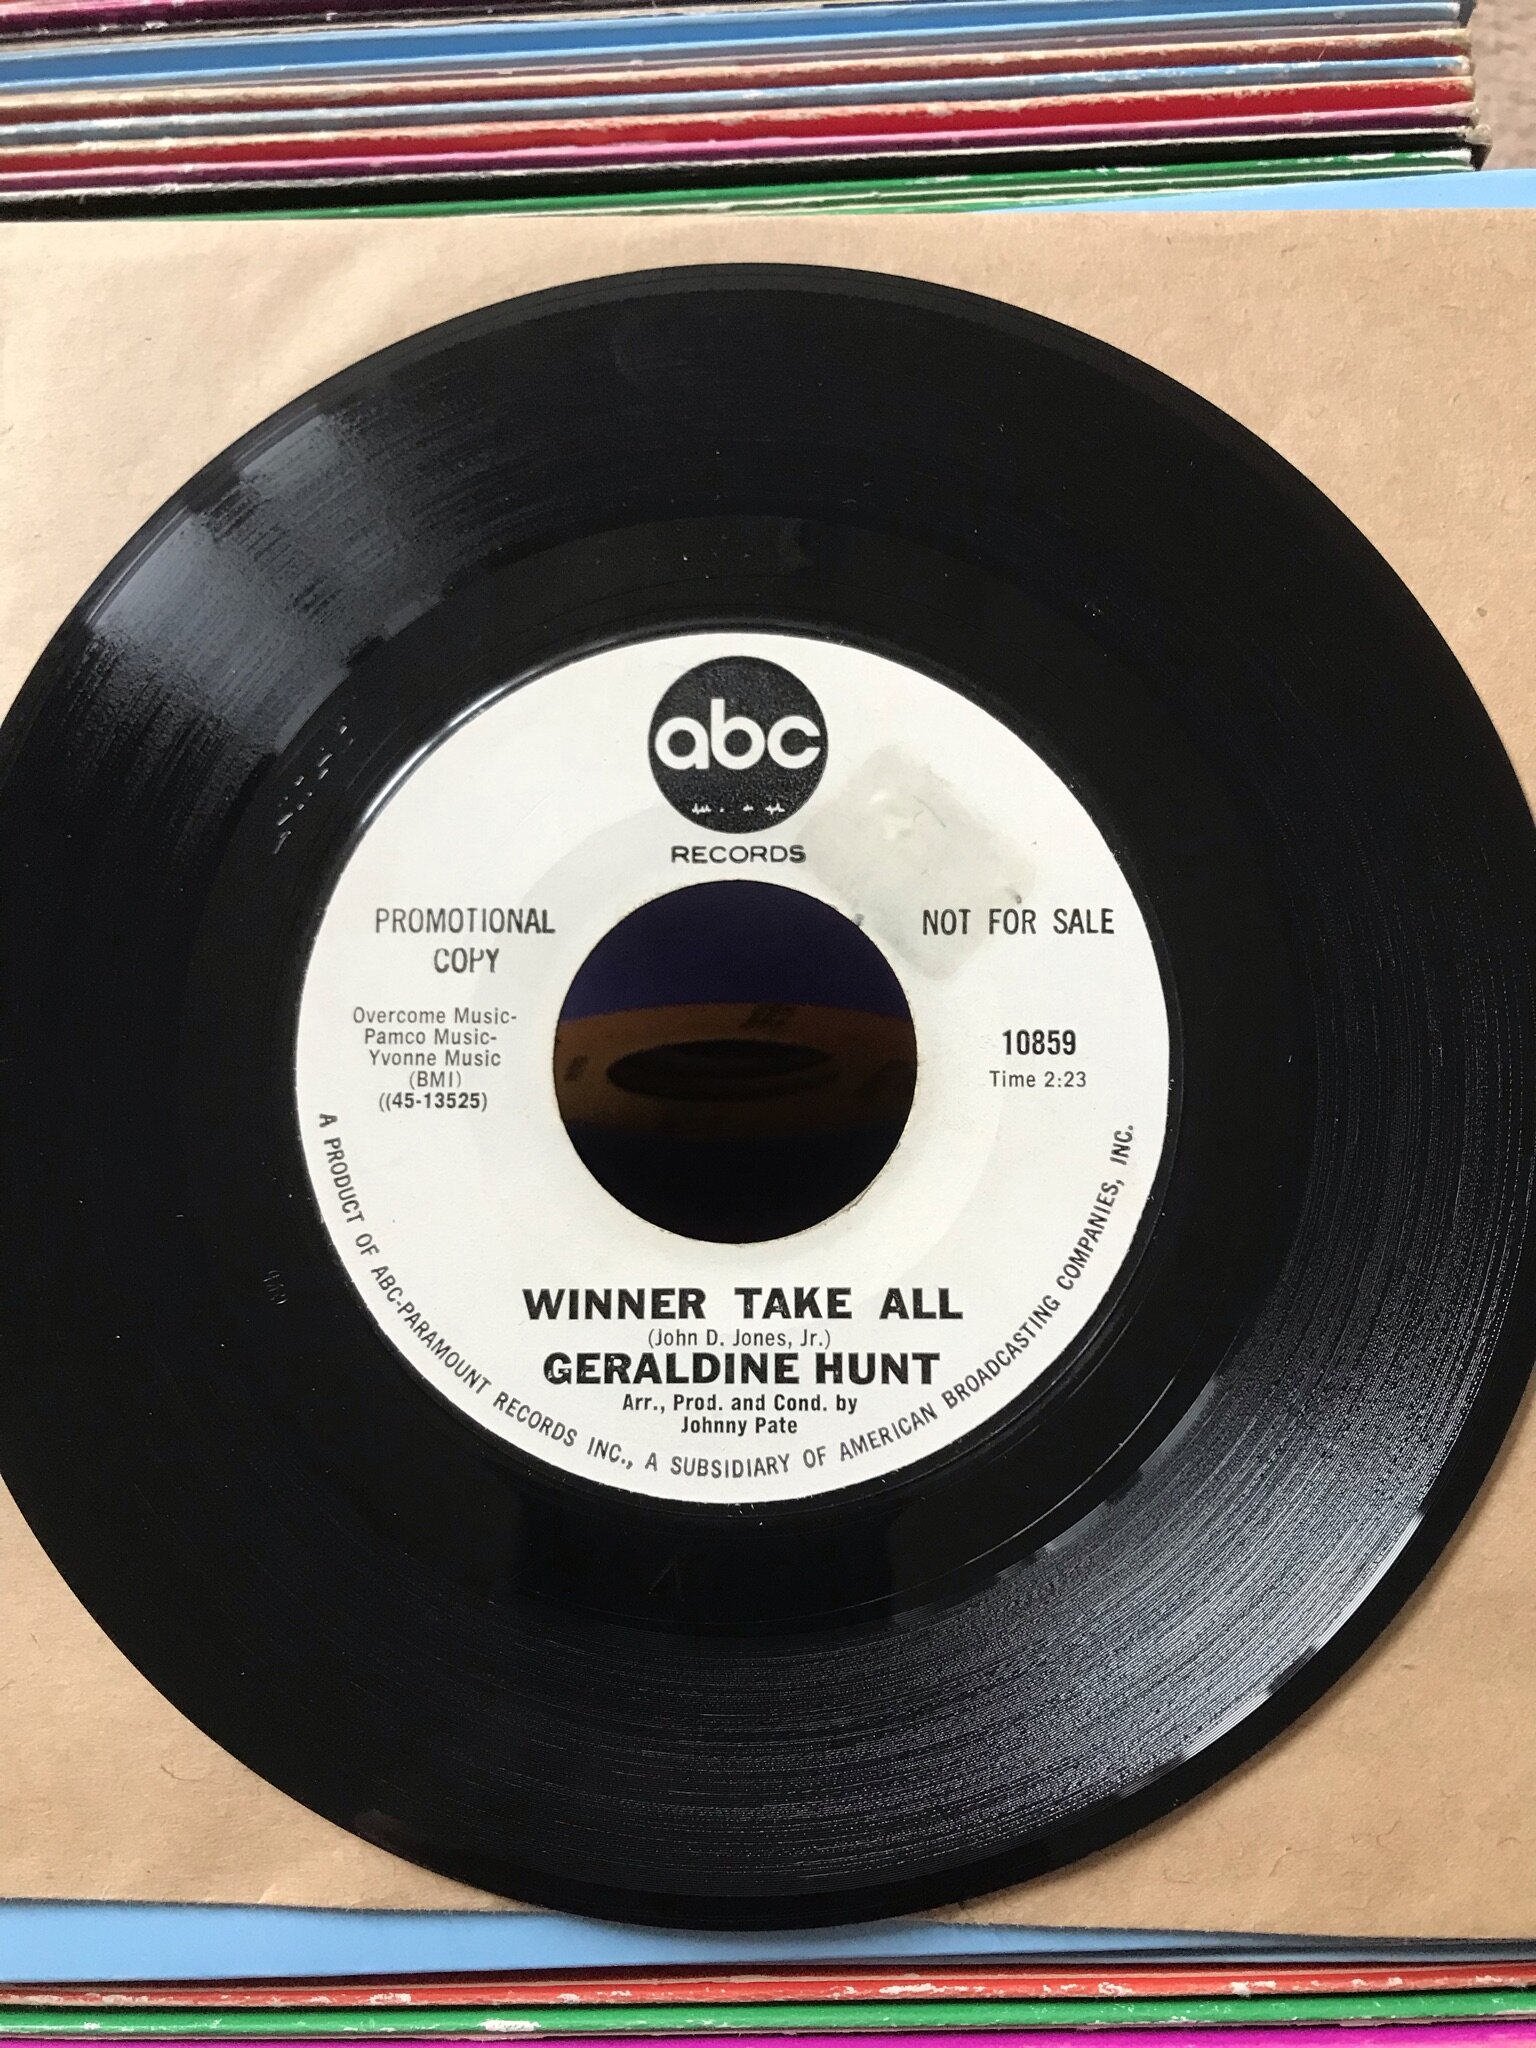 abc
RECORDS
PROMOTIONAL
COPY
NOT FOR SALE
Overcome Music-
Pamco Music-
Yvonne Music
(BMI)
((45-13525)
10859
Time 2:23
WINNER TAKE ALL
(John D. Jones, Jr.)
GERALDINE HUNT
Arr., Prod. and Cond. by
Johnny Pate
A PRODUCT OF ABC-PARAMOUNT RECORDS INC., A SUBSIDIARY OF AMERICAN BROADCASTING COMPANIES, INC.